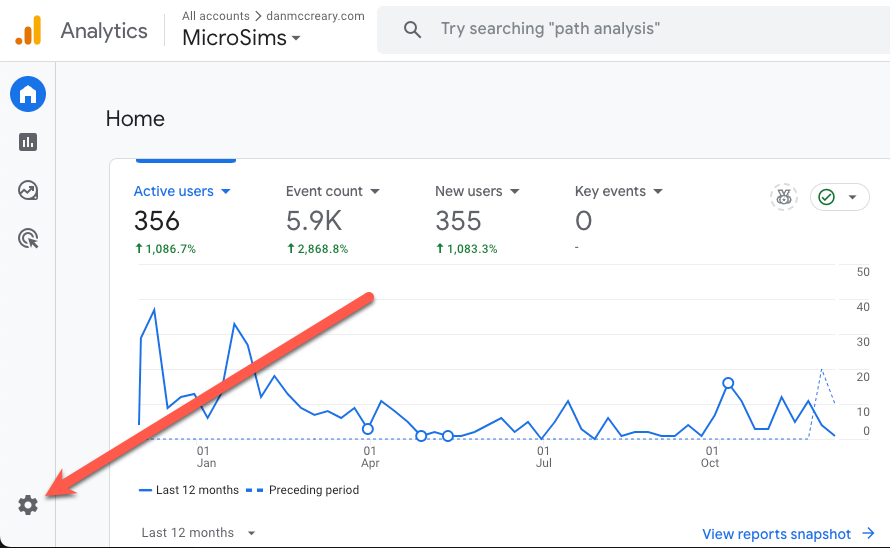 Analytics
All accounts > danmccreary.com
MicroSims
Try searching "path analysis"
Home
Active users
356
1,086.7%
Event count
5.9K
2,868.8%
New users
355
1,083.3%
Key events
0
-
50
40
30
20
10
0
01
Jan
01
Apr
01
Jul
01
Oct
Last 12 months
Preceding period
Last 12 months
View reports snapshot